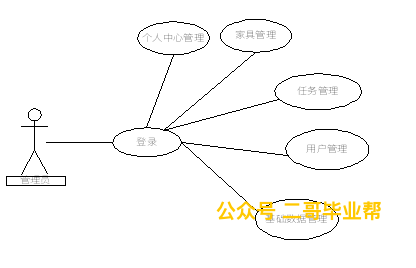 个人中心管理
家具管理
任务管理
登录
用户管理
管理员
公众号 二哥毕业帮
基础数据管理